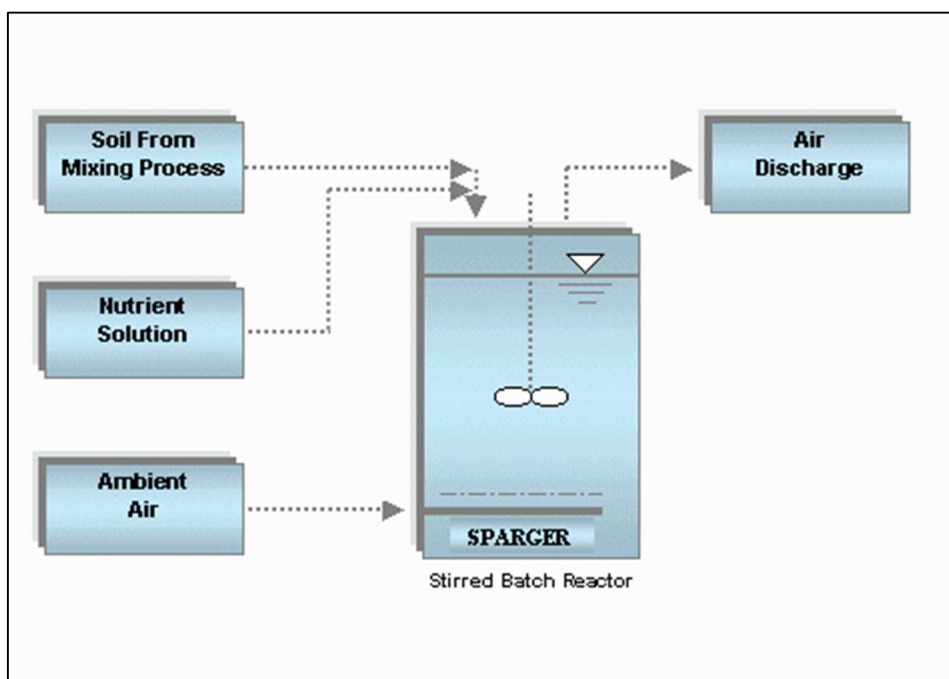 Soil From
Mixing Process
Air
Discharge
Nutrient
Solution
Ambient
Air
SPARGER
Stirred Batch Reactor